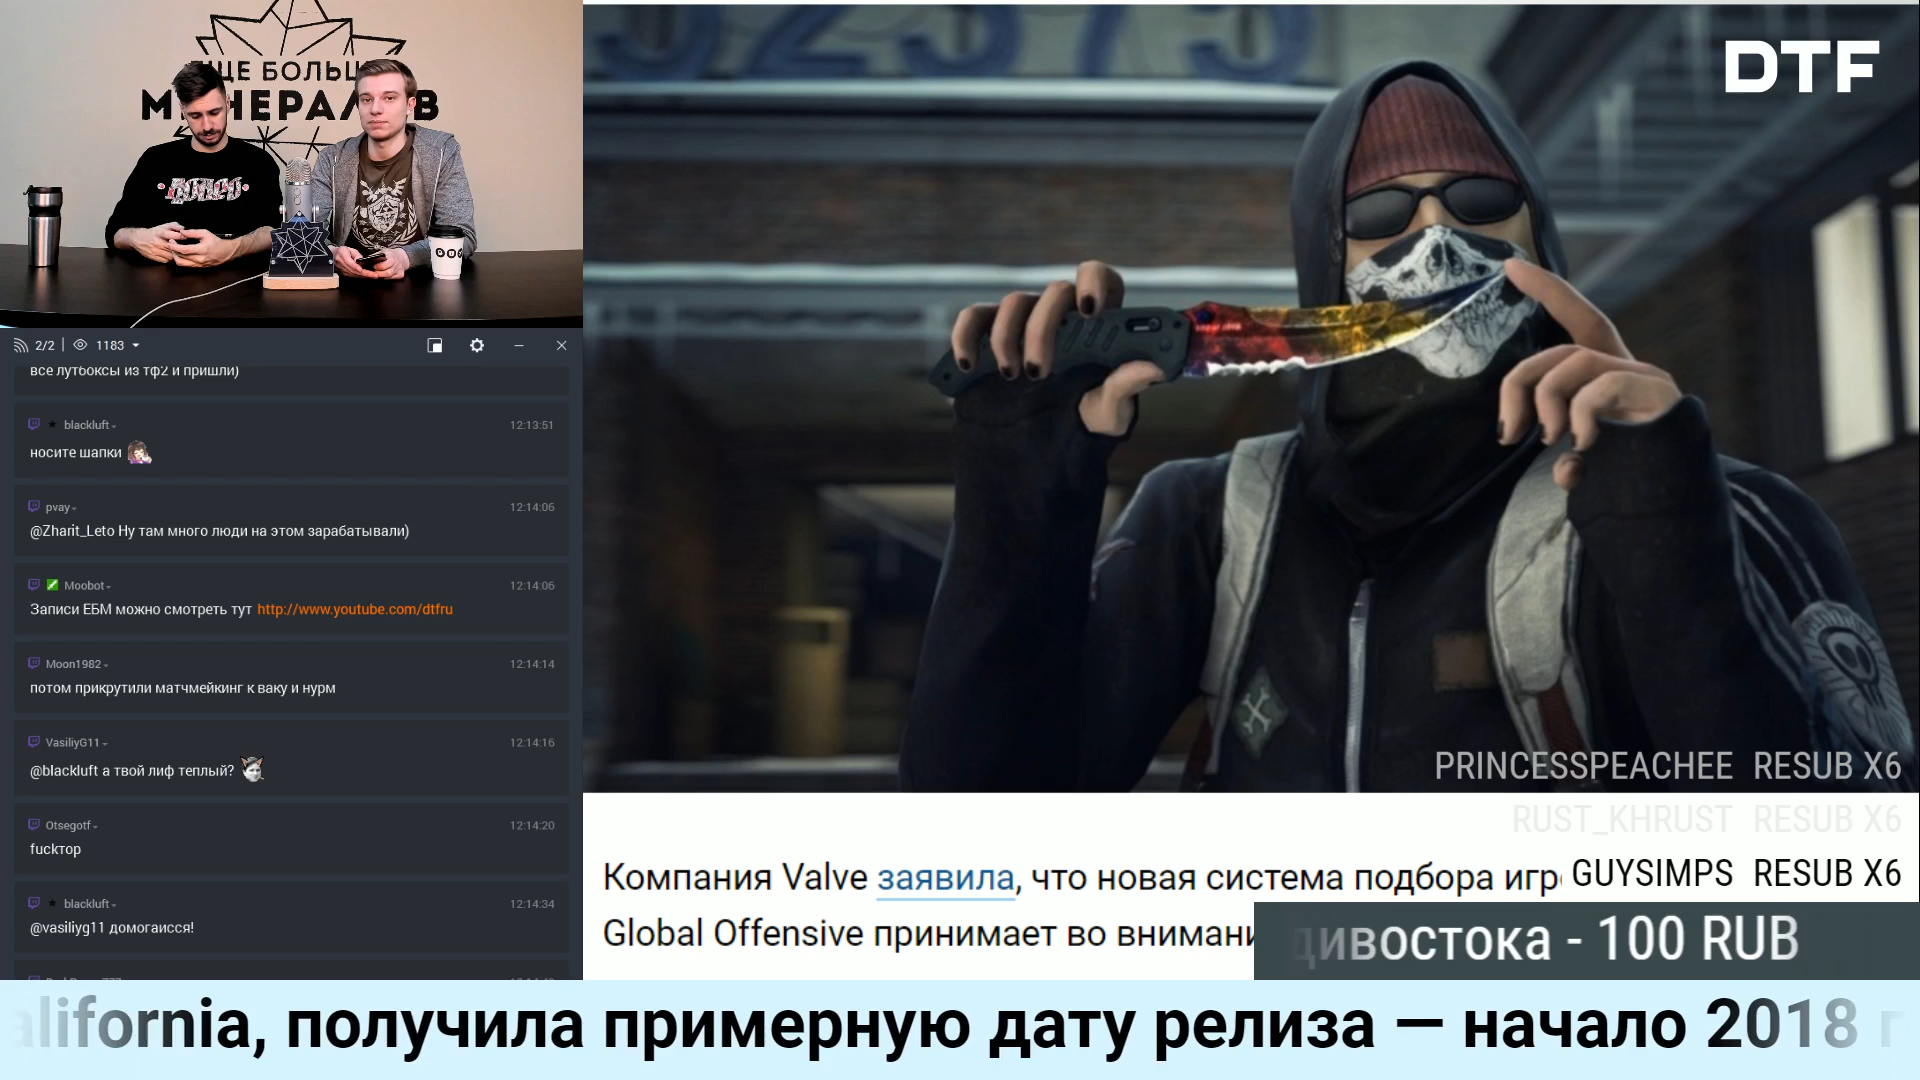 ЕЩЕ БОЛЬШ
МИНЕРАЛОВ
2/2 | 1183
все лутбоксы из тф2 и пришли)
blackluft 12:13:51
носите шапки
pvay 12:14:06
@Zharit_Leto Ну там много люди на этом зарабатывали)
Moobot 12:14:06
Записи ЕБМ можно смотреть тут http://www.youtube.com/dtfru
Moon1982 12:14:14
потом прикрутили матчмейкинг к ваку и нурм
VasiliyG11 12:14:16
@blackluft а твой лиф теплый?
Otsegotf 12:14:20
fucktop
blackluft 12:14:34
@vasiliyg11 домогаисся!
DTF
PRINCESSPEACHEE RESUB X6
RUST_KHRUST RESUB X6
GUYSIMPS RESUB X6
Компания Valve заявила, что новая система подбора игр
Global Offensive принимает во внимани
дивостока - 100 RUB
alifornia, получила примерную дату релиза — начало 2018 г